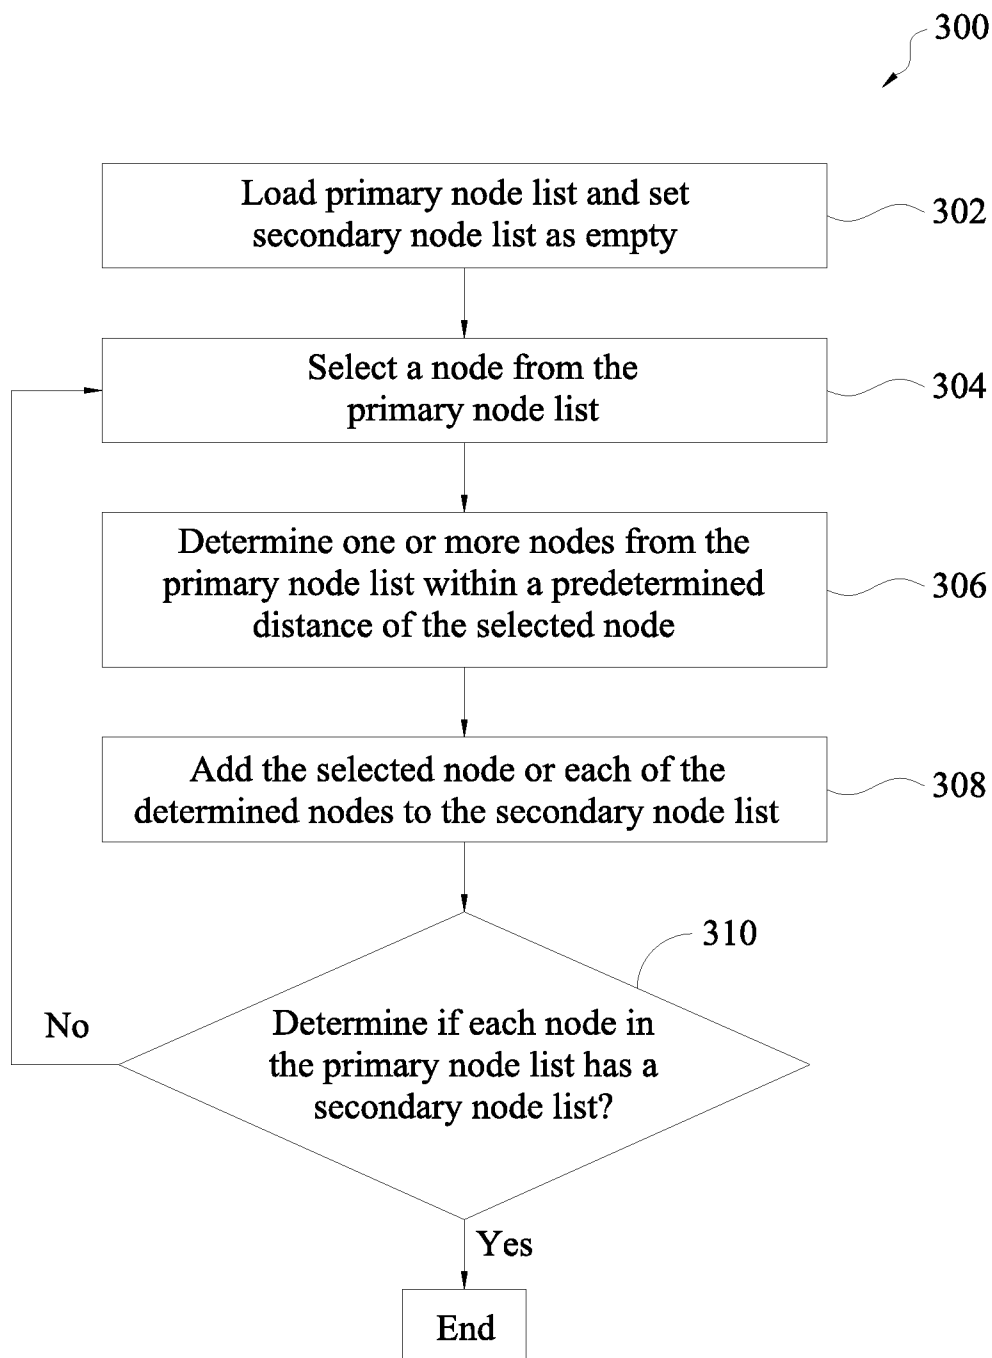 300
Load primary node list and set
secondary node list as empty
302
Select a node from the
primary node list
304
Determine one or more nodes from the
primary node list within a predetermined
distance of the selected node
306
Add the selected node or each of the
determined nodes to the secondary node list
308
310
Determine if each node in
the primary node list has a
secondary node list?
No
Yes
End